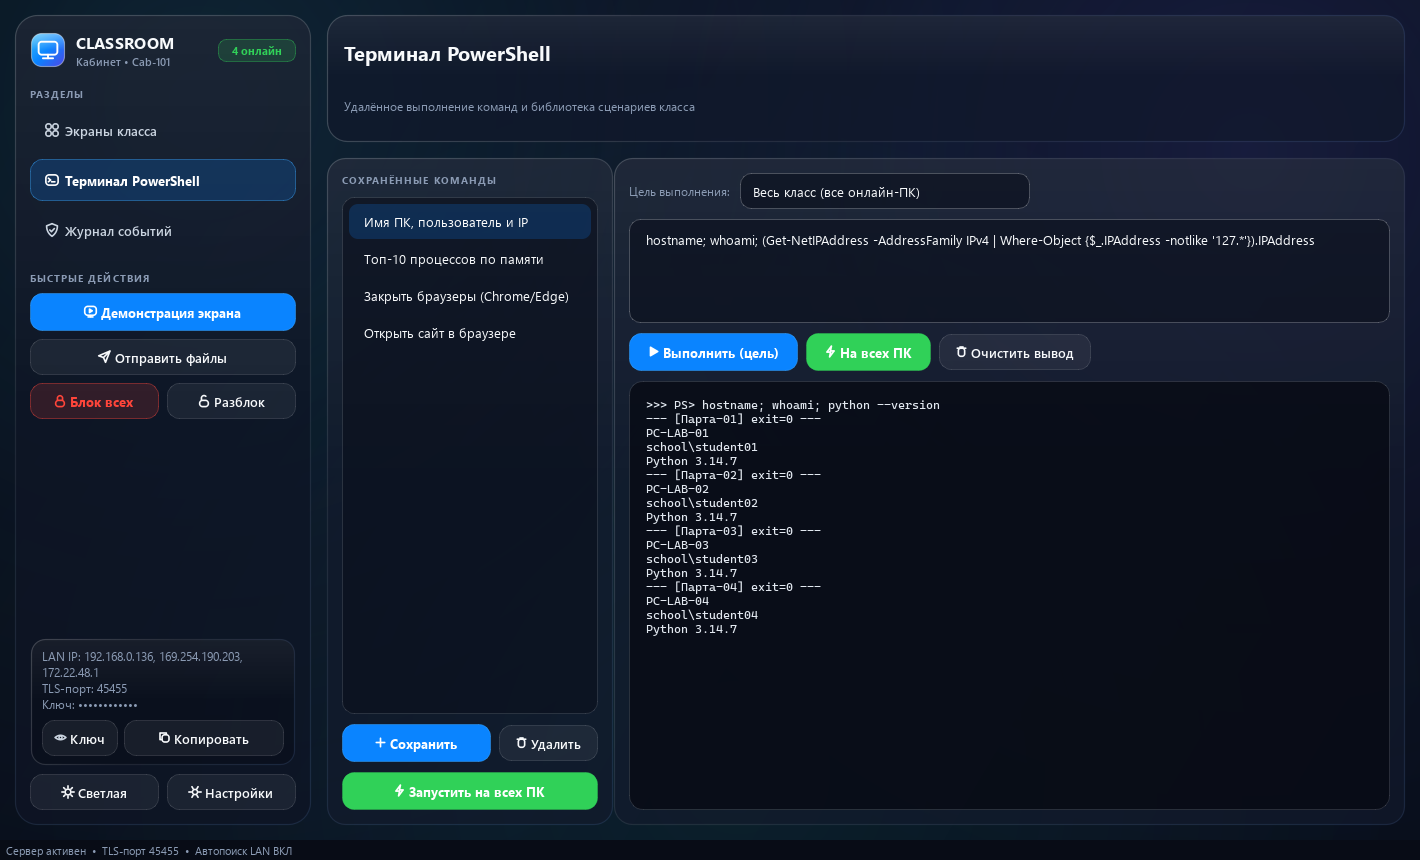 CLASSROOM
Кабинет • Cab-101
4 онлайн
РАЗДЕЛЫ
Экраны класса
Терминал PowerShell
Журнал событий
БЫСТРЫЕ ДЕЙСТВИЯ
Демонстрация экрана
Отправить файлы
Блок всех
Разблок
LAN IP: 192.168.0.136, 169.254.190.203,
172.22.48.1
TLS-порт: 45455
Ключ: ••••••••••••
Ключ
Копировать
Светлая
Настройки
Терминал PowerShell
Удалённое выполнение команд и библиотека сценариев класса
СОХРАНЁННЫЕ КОМАНДЫ
Имя ПК, пользователь и IP
Топ-10 процессов по памяти
Закрыть браузеры (Chrome/Edge)
Открыть сайт в браузере
Сохранить
Удалить
Запустить на всех ПК
Цель выполнения:
Весь класс (все онлайн-ПК)
hostname; whoami; (Get-NetIPAddress -AddressFamily IPv4 | Where-Object {$_.IPAddress -notlike '127.*'}).IPAddress
Выполнить (цель)
На всех ПК
Очистить вывод
>>> PS> hostname; whoami; python --version
--- [Парта-01] exit=0 ---
PC-LAB-01
school\student01
Python 3.14.7
--- [Парта-02] exit=0 ---
PC-LAB-02
school\student02
Python 3.14.7
--- [Парта-03] exit=0 ---
PC-LAB-03
school\student03
Python 3.14.7
--- [Парта-04] exit=0 ---
PC-LAB-04
school\student04
Python 3.14.7
Сервер активен • TLS-порт 45455 • Автопоиск LAN ВКЛ